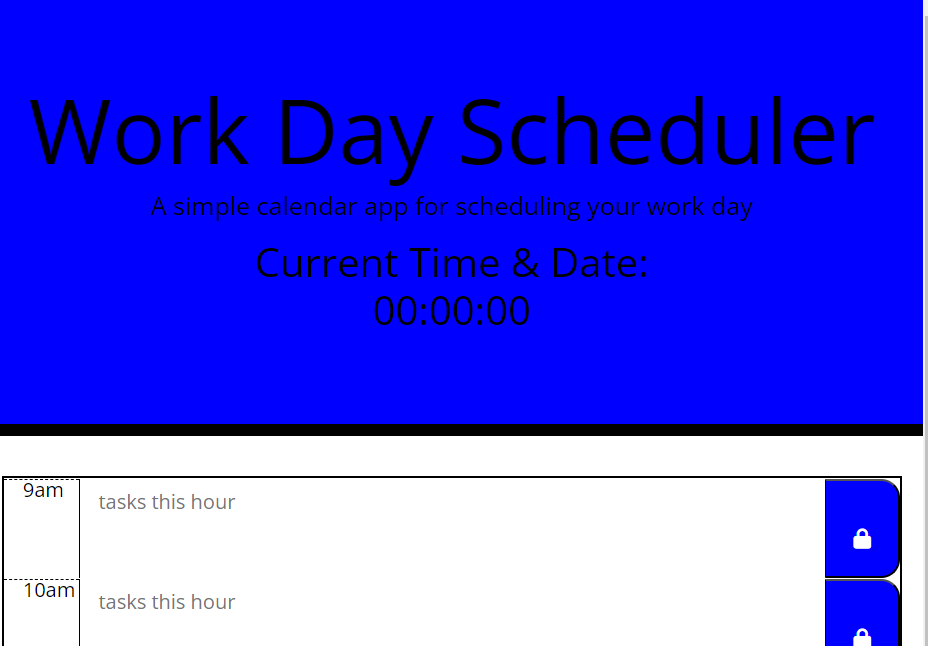 Work Day Scheduler
A simple calendar app for scheduling your work day
Current Time & Date:
00:00:00
9am
tasks this hour
10am
tasks this hour